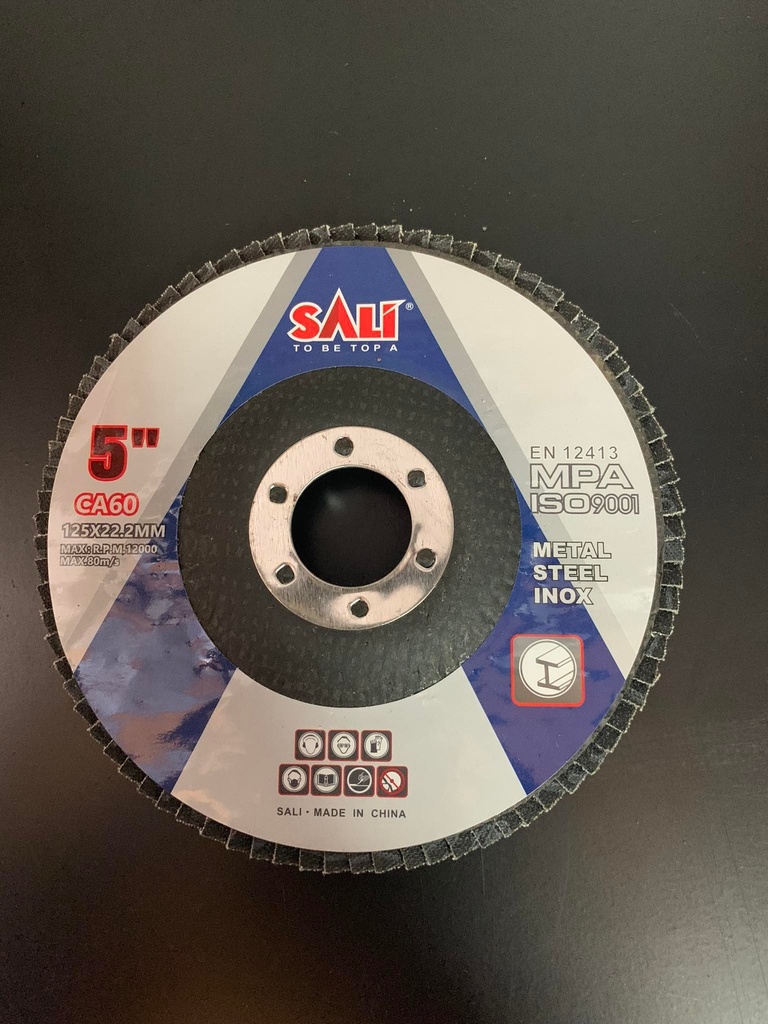 SALI®
TO BE TOP A
5"
CA60
125X22.2MM
MAX: R.P.M.12000
MAX.80m/s
EN 12413
MPA
ISO9001
METAL
STEEL
INOX
SALI · MADE IN CHINA